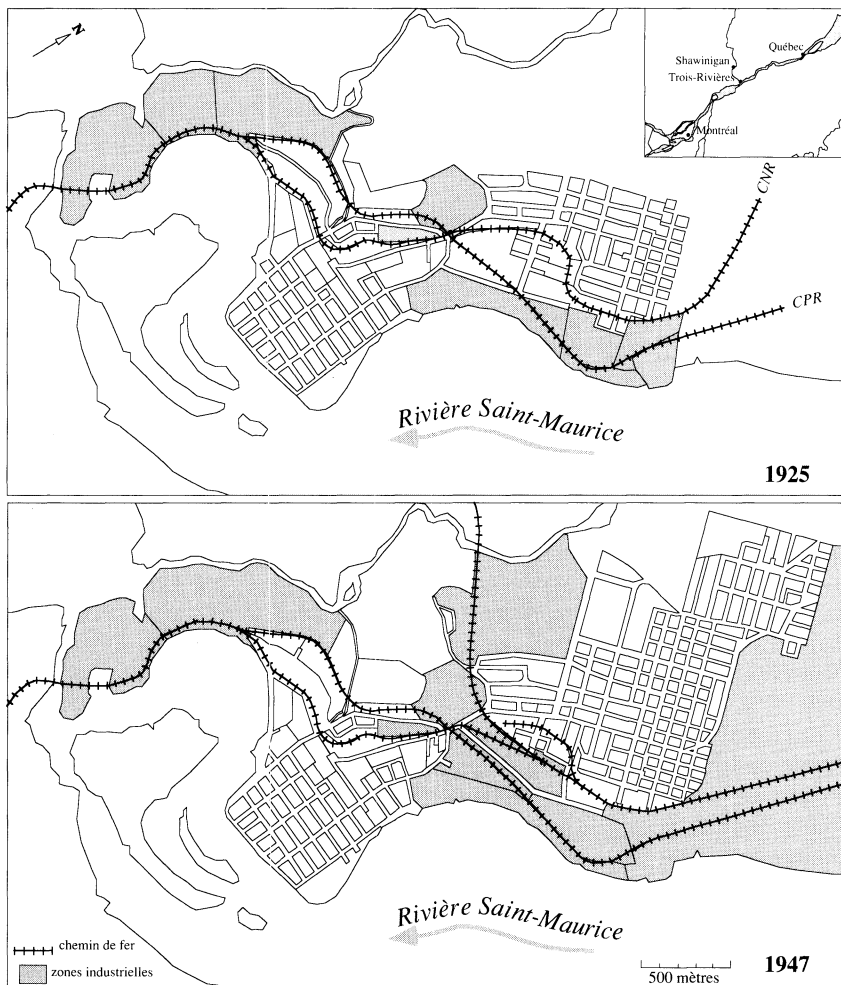 N
Québec
Shawinigan
Trois-Rivières
Montréal
CNR
CPR
Rivière Saint-Maurice
1925
Rivière Saint-Maurice
chemin de fer
zones industrielles
500 mètres
1947